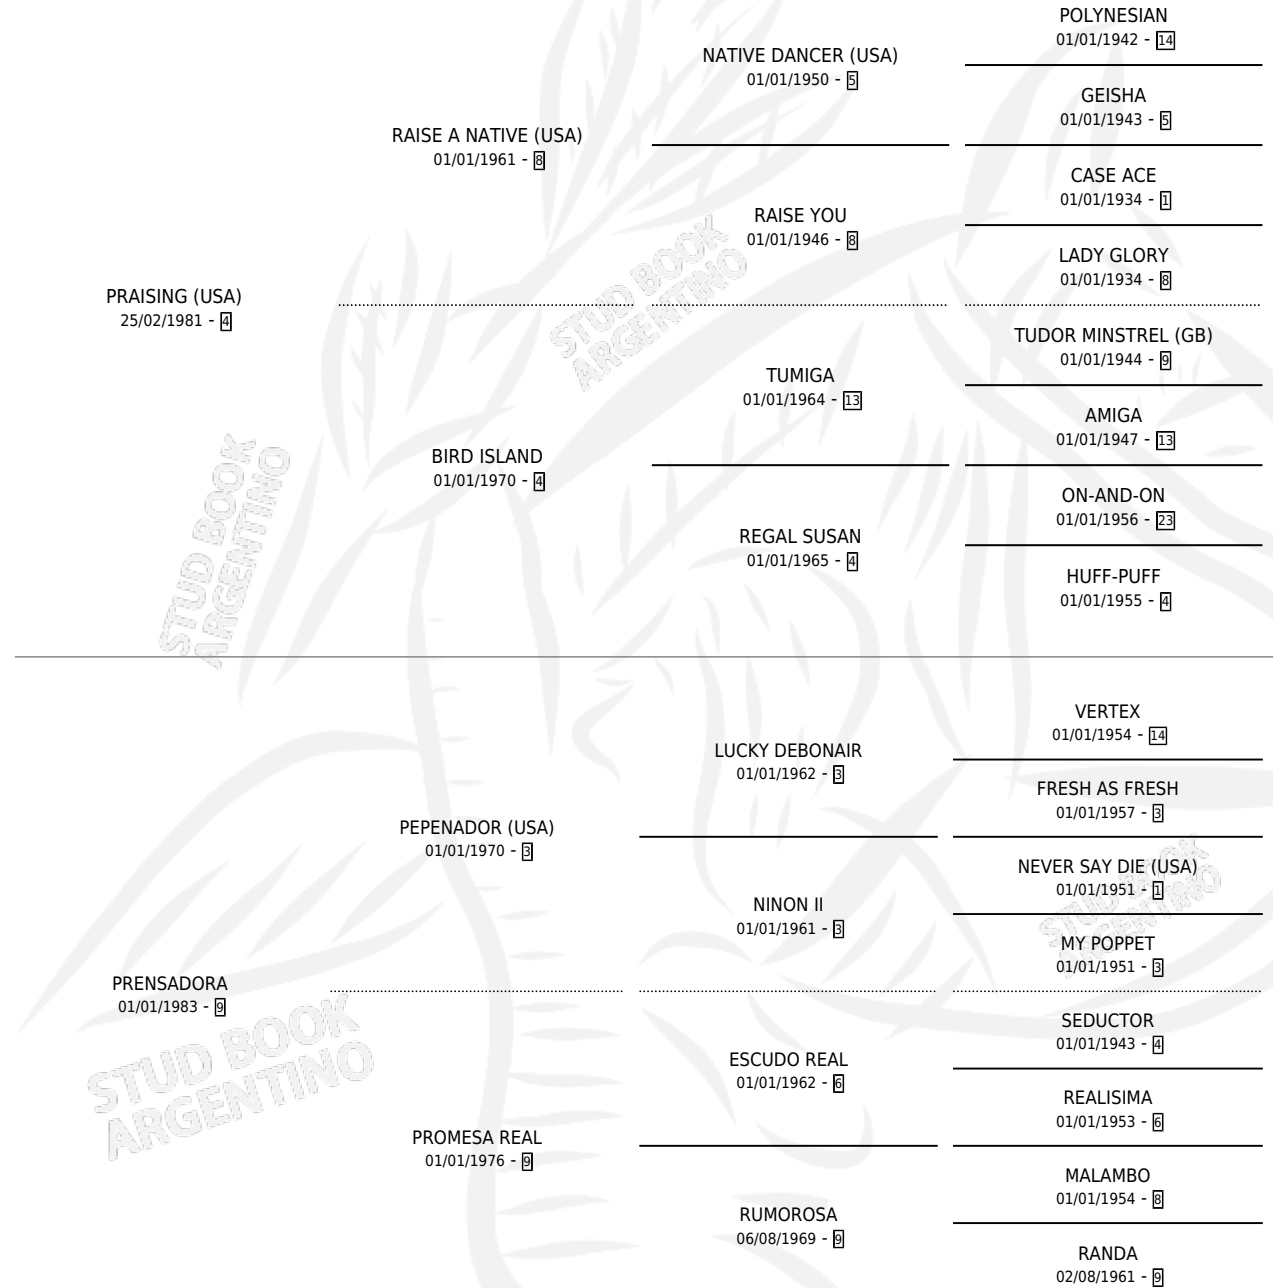 POLYNESIAN
01/01/1942 - 14
NATIVE DANCER (USA)
01/01/1950 - 5
GEISHA
01/01/1943 - 5
RAISE A NATIVE (USA)
01/01/1961 - 8
CASE ACE
01/01/1934 - 1
RAISE YOU
01/01/1946 - 8
LADY GLORY
01/01/1934 - 8
PRAISING (USA)
25/02/1981 - 4
STUD BOOK
ARGENTINO
TUDOR MINSTREL (GB)
01/01/1944 - 9
TUMIGA
01/01/1964 - 13
AMIGA
01/01/1947 - 13
BIRD ISLAND
01/01/1970 - 4
ON-AND-ON
01/01/1956 - 23
REGAL SUSAN
01/01/1965 - 4
HUFF-PUFF
01/01/1955 - 4
STUD BOOK
ARGENTINO
VERTEX
01/01/1954 - 14
LUCKY DEBONAIR
01/01/1962 - 3
FRESH AS FRESH
01/01/1957 - 3
PEPENADOR (USA)
01/01/1970 - 3
NEVER SAY DIE (USA)
01/01/1951 - 1
NINON II
01/01/1961 - 3
MY POPPET
01/01/1951 - 3
STUD BOOK
ARGENTINO
PRENSADORA
01/01/1983 - 9
SEDUCTOR
01/01/1943 - 4
ESCUDO REAL
01/01/1962 - 6
REALISIMA
01/01/1953 - 6
PROMESA REAL
01/01/1976 - 9
MALAMBO
01/01/1954 - 8
RUMOROSA
06/08/1969 - 9
RANDA
02/08/1961 - 9
STUD BOOK
ARGENTINO